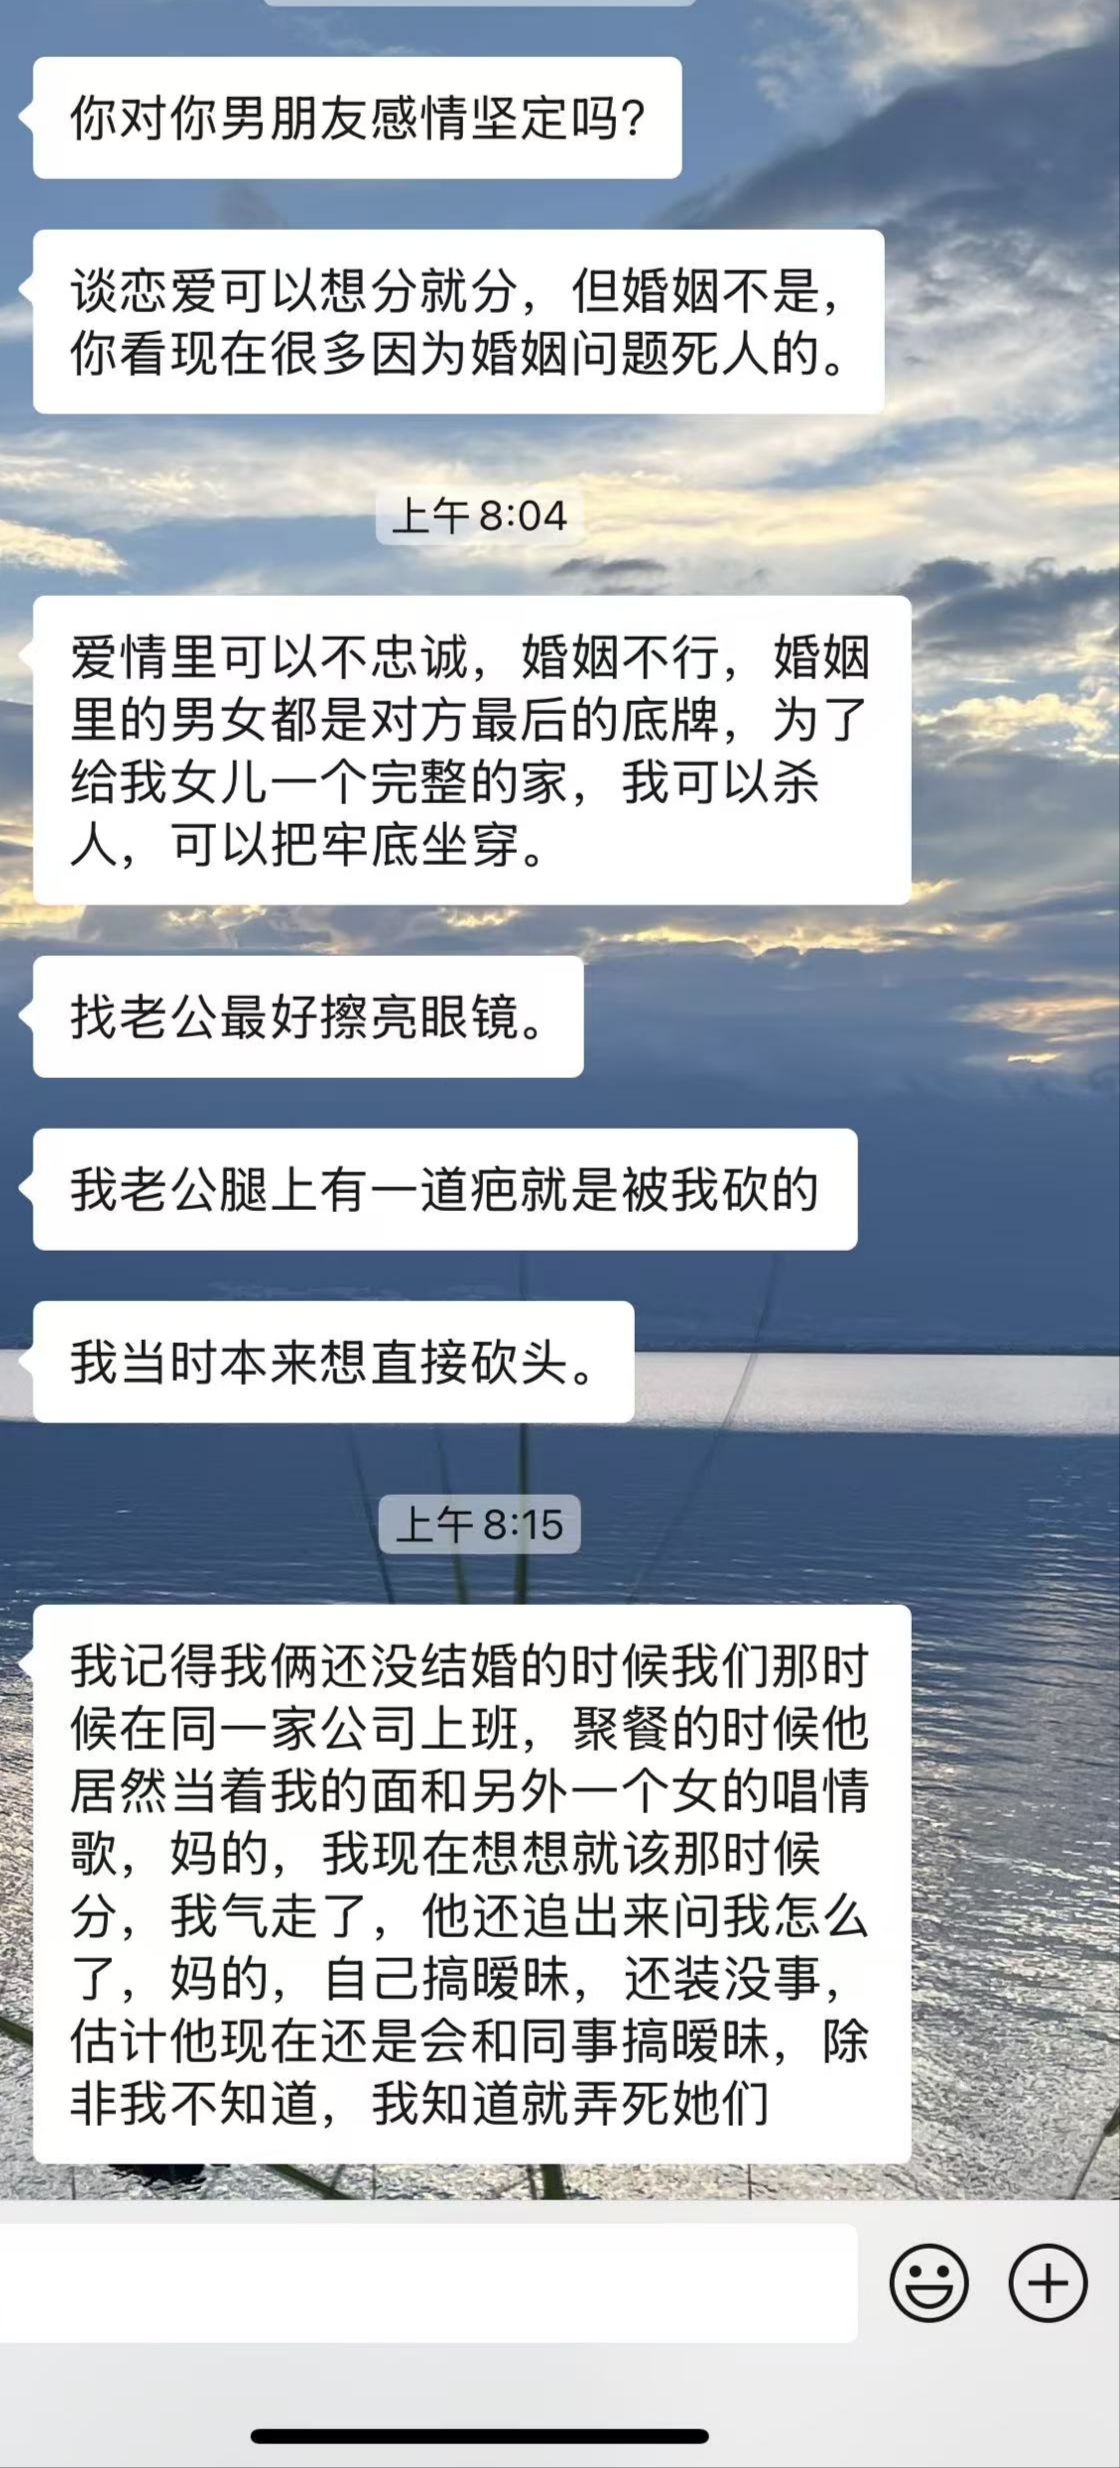 你对你男朋友感情坚定吗?
谈恋爱可以想分就分，但婚姻不是，
你看现在很多因为婚姻问题死人的。
上午 8:04
爱情里可以不忠诚，婚姻不行，婚姻
里的男女都是对方最后的底牌，为了
给我女儿一个完整的家，我可以杀
人，可以把牢底坐穿。
找老公最好擦亮眼镜。
我老公腿上有一道疤就是被我砍的
我当时本来想直接砍头。
上午 8:15
我记得我俩还没结婚的时候我们那时
候在同一家公司上班，聚餐的时候他
居然当着我的面和另外一个女的唱情
歌，妈的，我现在想想就该那时候
分，我气走了，他还追出来问我怎么
了，妈的，自己搞暧昧，还装没事，
估计他现在还是会和同事搞暧昧，除
非我不知道，我知道就弄死她们